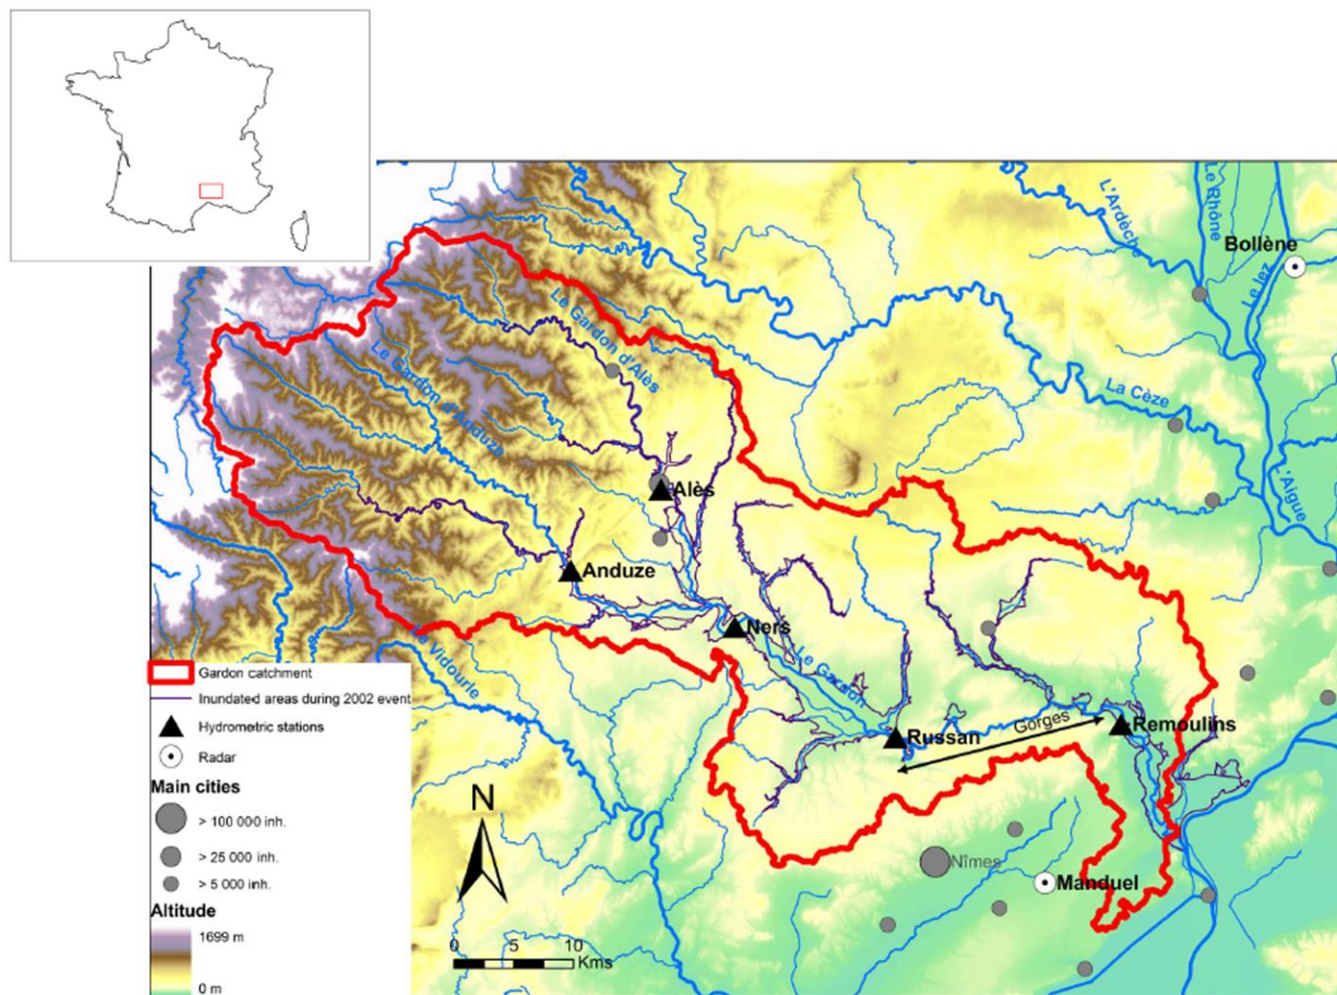 L'Ardèche
Le Rhône
Bollène
Le lez
Le Gardon d'Alès
Le Gardon d'Anduze
La Cèze
L'Aigue
Alès
Anduze
Ners
Le Vidourle
Le Gardon
Gorges
Russan
Remoulins
Nîmes
Manduel
Gardon catchment
Inundated areas during 2002 event
Hydrometric stations
Radar
Main cities
> 100 000 inh.
> 25 000 inh.
> 5 000 inh.
Altitude
1699 m
0 m
N
0 5 10
Kms